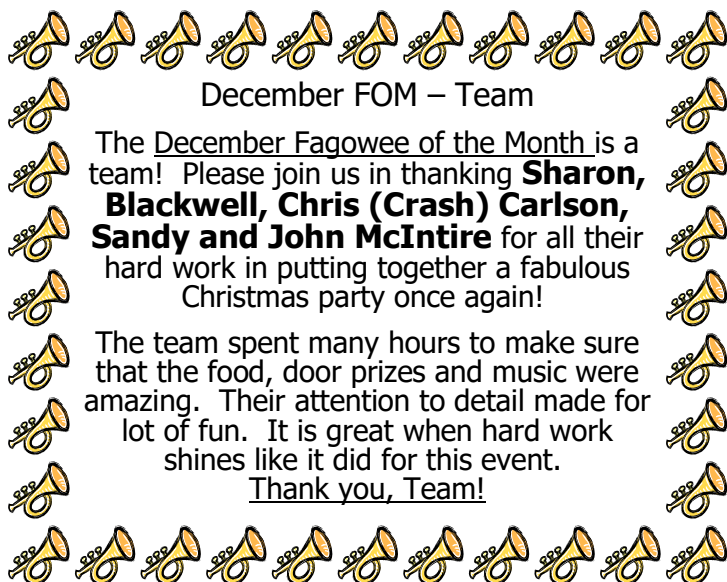 December FOM – Team
The December Fagowee of the Month is a
team!  Please join us in thanking Sharon,
Blackwell, Chris (Crash) Carlson,
Sandy and John McIntire for all their
hard work in putting together a fabulous
Christmas party once again!
The team spent many hours to make sure
that the food, door prizes and music were
amazing.  Their attention to detail made for
lot of fun.  It is great when hard work
shines like it did for this event.
Thank you, Team!